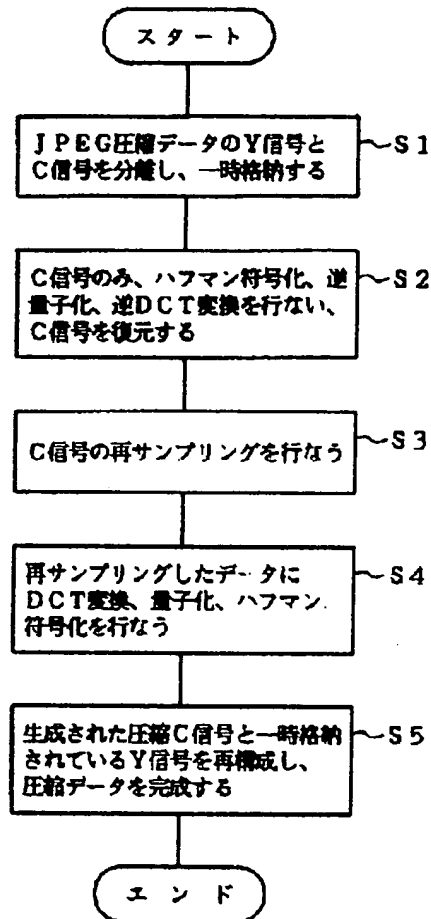 スタート
JPEG圧縮データのY信号と
C信号を分離し、一時格納する
S1
C信号のみ、ハフマン符号化、逆
量子化、逆DCT変換を行ない、
C信号を復元する
S2
C信号の再サンプリングを行なう
S3
再サンプリングしたデータに
DCT変換、量子化、ハフマン
符号化を行なう
S4
生成された圧縮C信号と一時格納
されているY信号を再構成し、
圧縮データを完成する
S5
エンド